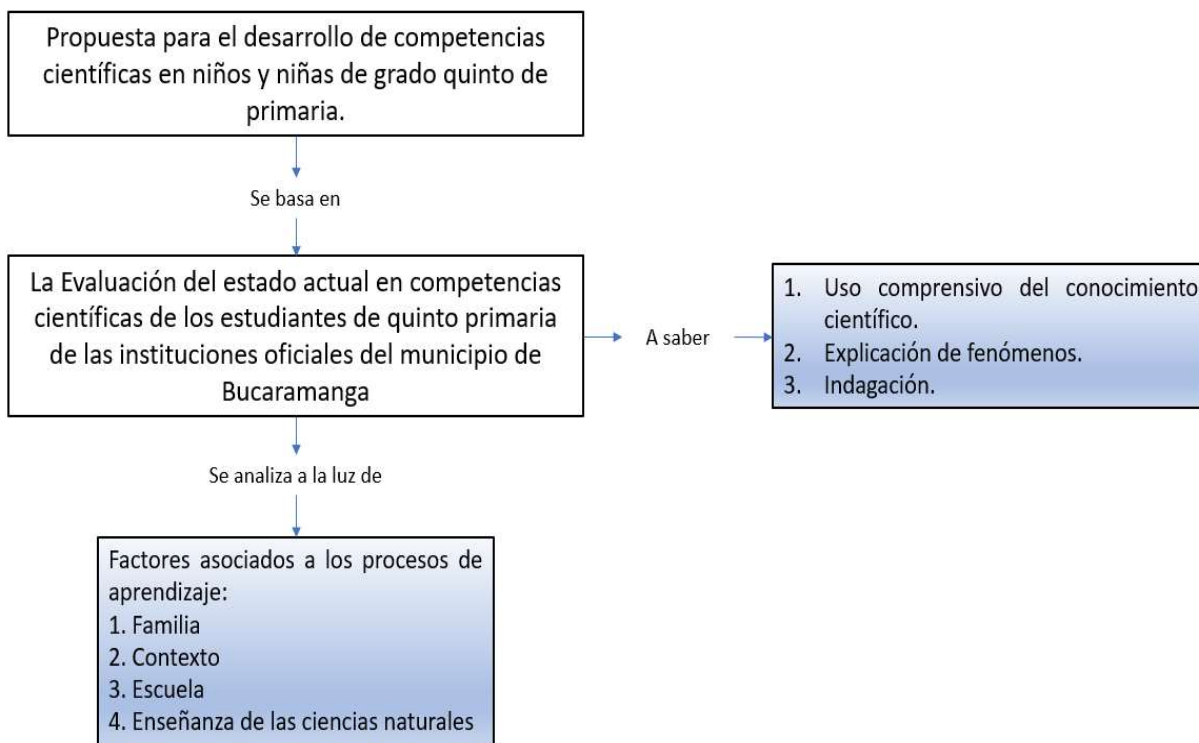 Propuesta para el desarrollo de competencias
científicas en niños y niñas de grado quinto de
primaria.
Se basa en
La Evaluación del estado actual en competencias
científicas de los estudiantes de quinto primaria
de las instituciones oficiales del municipio de
Bucaramanga
A saber
1. Uso comprensivo del conocimiento
científico.
2. Explicación de fenómenos.
3. Indagación.
Se analiza a la luz de
Factores asociados a los procesos de
aprendizaje:
1. Familia
2. Contexto
3. Escuela
4. Enseñanza de las ciencias naturales